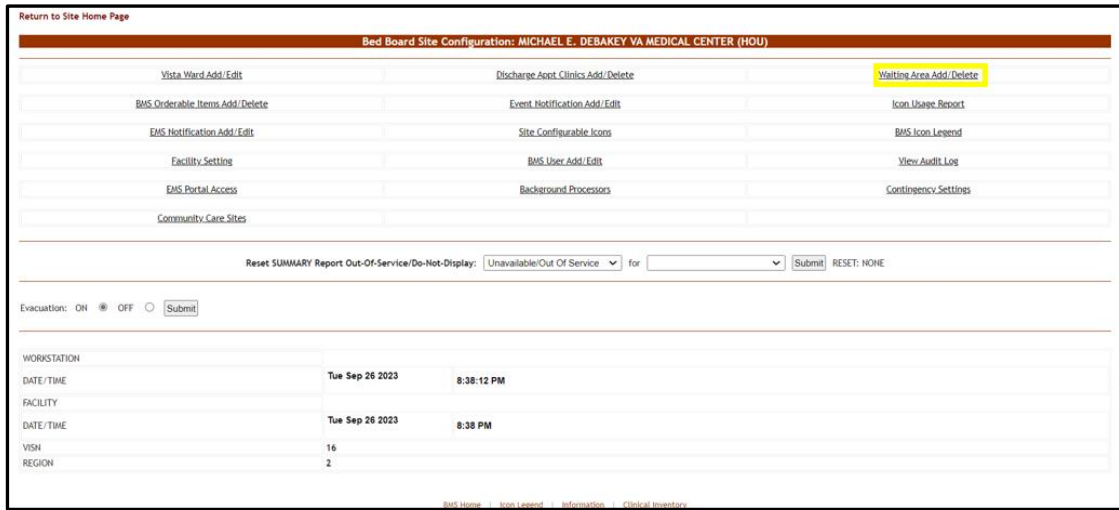 Return to Site Home Page
Bed Board Site Configuration: MICHAEL E. DEBAKEY VA MEDICAL CENTER (HOU)
Vista Ward Add/Edit Discharge Appt Clinics Add/Delete Waiting Area Add/Delete
BMS Orderable Items Add/Delete Event Notification Add/Edit Icon Usage Report
EMS Notification Add/Edit Site Configurable Icons BMS Icon Legend
Facility Setting BMS User Add/Edit View Audit Log
EMS Portal Access Background Processors Contingency Settings
Community Care Sites
Reset SUMMARY Report Out-Of-Service/Do-Not-Display: Unavailable/Out Of Service for Submit RESET: NONE
Evacuation: ON OFF Submit
WORKSTATION
DATE/TIME Tue Sep 26 2023 8:38:12 PM
FACILITY
DATE/TIME Tue Sep 26 2023 8:38 PM
VISN 16
REGION 2
BMS Home | Icon Legend | Information | Clinical Inventory